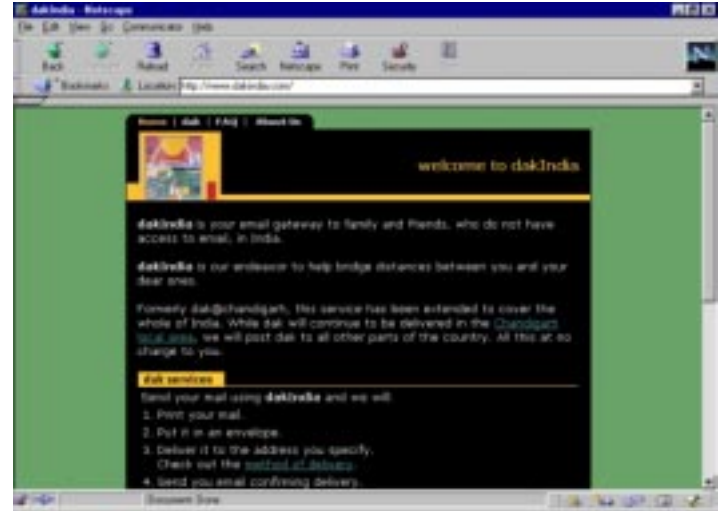 dakIndia - Netscape
File Edit View Go Communicator Help
Back Reload Search Netscape Print Security
Bookmarks Location: http://www.dakindia.com/
Home | dak | FAQ | About Us
welcome to dakIndia
dakIndia is your email gateway to family and friends, who do not have
access to email, in India.
dakIndia is our endeavor to help bridge distances between you and your
dear ones.
Formerly dak@chandigarh, this service has been extended to cover the
whole of India. While dak will continue to be delivered in the Chandigarh
local area, we will post dak to all other parts of the country. All this at no
charge to you.
dak services
Send your mail using dakIndia and we will
1. Print your mail.
2. Put it in an envelope.
3. Deliver it to the address you specify.
Check out the method of delivery.
4. Send you email confirming delivery.
Document: Done